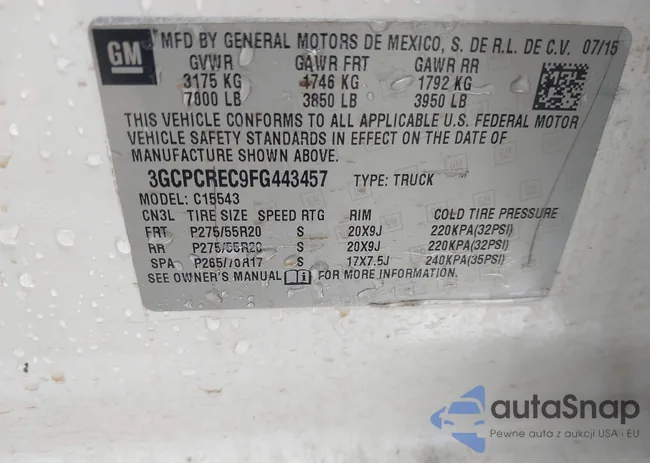 GM
MFD BY GENERAL MOTORS DE MEXICO, S. DE R.L. DE C.V. 07/15
GVWR GAWR FRT GAWR RR
3175 KG 1746 KG 1792 KG
7000 LB 3850 LB 3950 LB
THIS VEHICLE CONFORMS TO ALL APPLICABLE U.S. FEDERAL MOTOR
VEHICLE SAFETY STANDARDS IN EFFECT ON THE DATE OF
MANUFACTURE SHOWN ABOVE.
3GCPCREC9FG443457 TYPE: TRUCK
MODEL: C15543
CN3L TIRE SIZE SPEED RTG RIM COLD TIRE PRESSURE
FRT P275/55R20 S 20X9J 220KPA(32PSI)
RR P275/55R20 S 20X9J 220KPA(32PSI)
SPA P265/70R17 S 17X7.5J 240KPA(35PSI)
SEE OWNER'S MANUAL FOR MORE INFORMATION.
autoSnap
Pewne auta z aukcji USA i EU